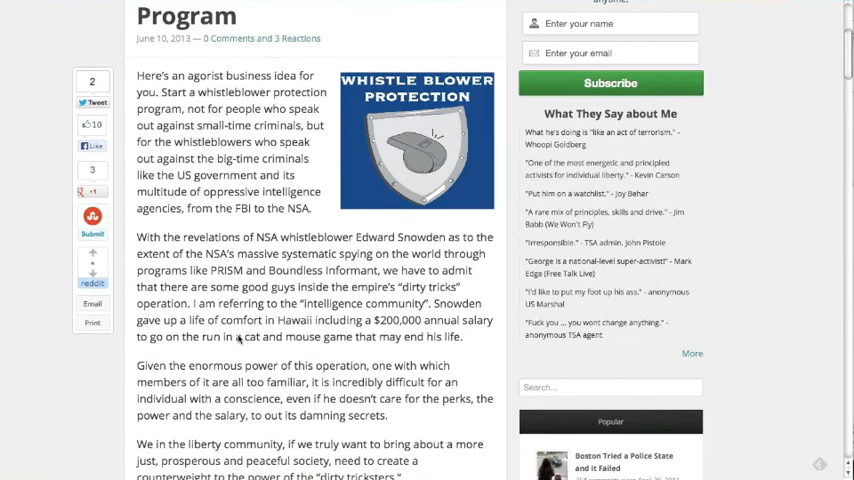 anytime.
Program
June 10, 2013 — 0 Comments and 3 Reactions
2
Tweet
10
Like
3
+1
Submit
reddit
Email
Print
Here's an agorist business idea for
you. Start a whistleblower protection
program, not for people who speak
out against small-time criminals, but
for the whistleblowers who speak
out against the big-time criminals
like the US government and its
multitude of oppressive intelligence
agencies, from the FBI to the NSA.
WHISTLE BLOWER
PROTECTION
With the revelations of NSA whistleblower Edward Snowden as to the
extent of the NSA's massive systematic spying on the world through
programs like PRISM and Boundless Informant, we have to admit
that there are some good guys inside the empire's "dirty tricks"
operation. I am referring to the "intelligence community". Snowden
gave up a life of comfort in Hawaii including a $200,000 annual salary
to go on the run in a cat and mouse game that may end his life.
Given the enormous power of this operation, one with which
members of it are all too familiar, it is incredibly difficult for an
individual with a conscience, even if he doesn't care for the perks, the
power and the salary, to out its damning secrets.
We in the liberty community, if we truly want to bring about a more
just, prosperous and peaceful society, need to create a
counterweight to the power of the "dirty tricksters."
Enter your name
Enter your email
Subscribe
What They Say about Me
What he's doing is "like an act of terrorism." -
Whoopi Goldberg
"One of the most energetic and principled
activists for individual liberty." - Kevin Carson
"Put him on a watchlist." - Joy Behar
"A rare mix of principles, skills and drive." - Jim
Babb (We Won't Fly)
"Irresponsible." - TSA admin. John Pistole
"George is a national-level super-activist!" - Mark
Edge (Free Talk Live)
"I'd like to put my foot up his ass." - anonymous
US Marshal
"Fuck you ... you wont change anything." -
anonymous TSA agent
More
Search...
Popular
Boston Tried a Police State
and it Failed